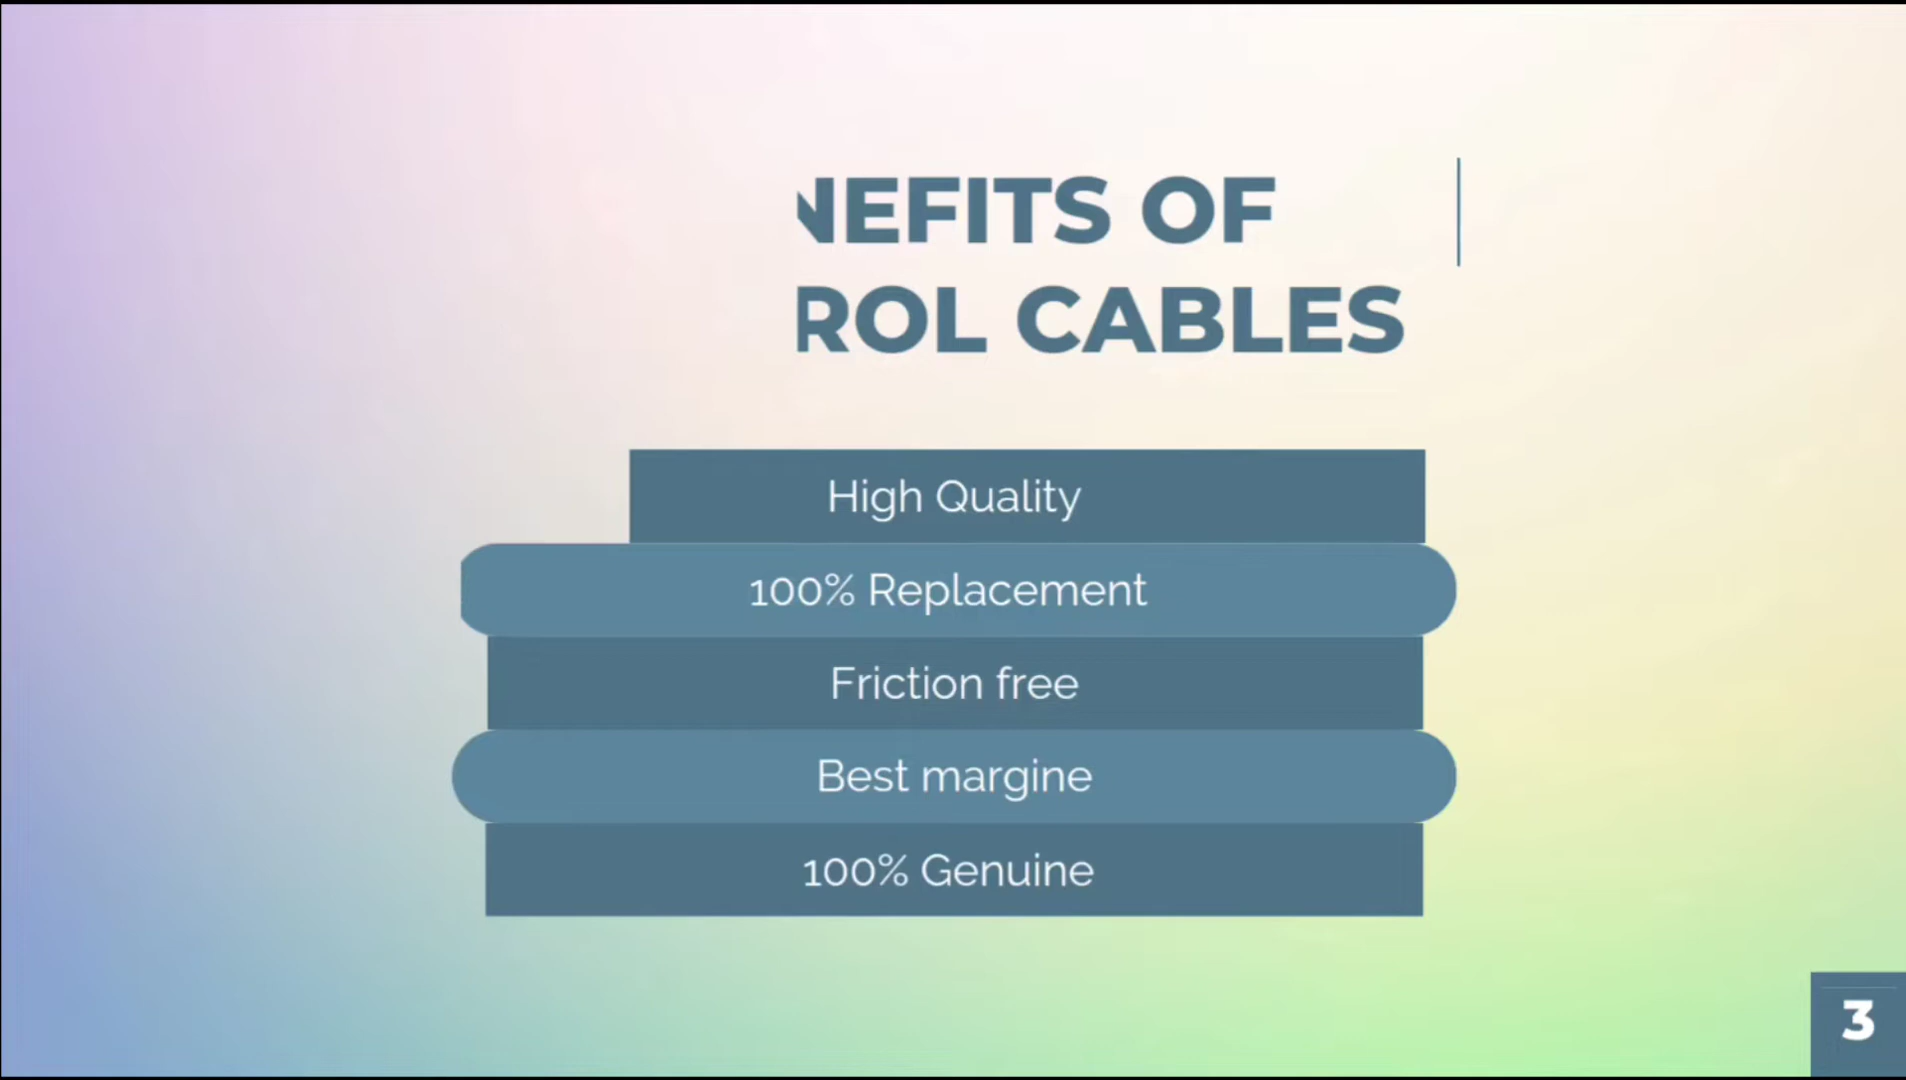 NEFITS OF
ROL CABLES
High Quality
100% Replacement
Friction free
Best margine
100% Genuine
3